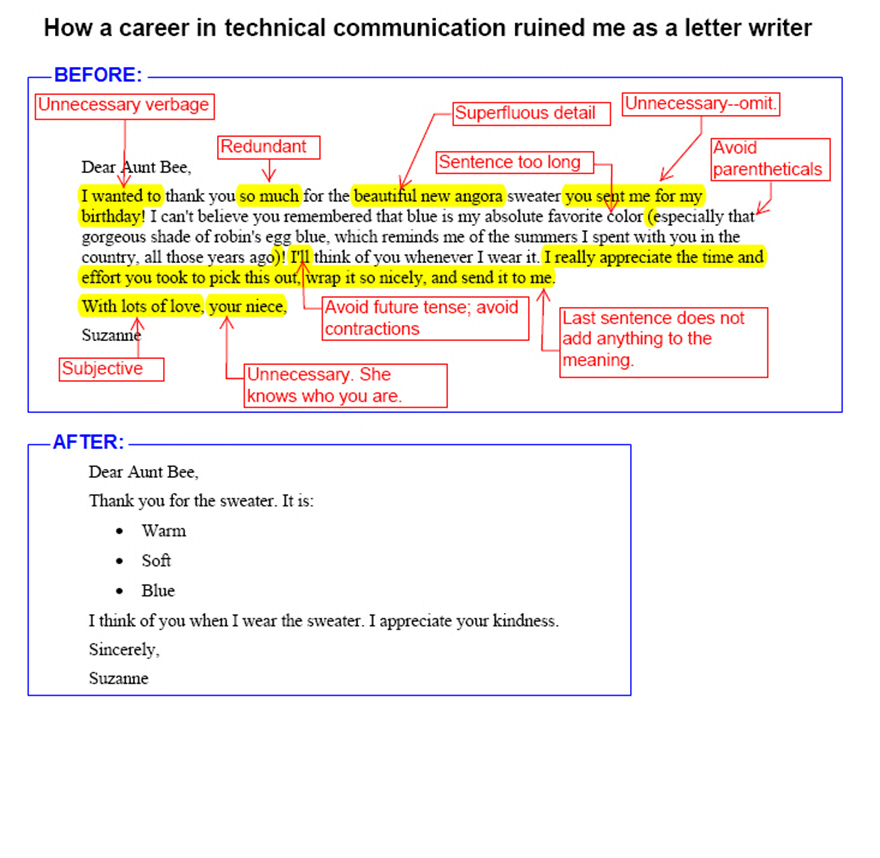 How a career in technical communication ruined me as a letter writer
BEFORE:
Unnecessary verbage
Redundant
Superfluous detail
Unnecessary--omit.
Sentence too long
Avoid
parentheticals
Dear Aunt Bee,
I wanted to thank you so much for the beautiful new angora sweater you sent me for my
birthday! I can't believe you remembered that blue is my absolute favorite color (especially that
gorgeous shade of robin's egg blue, which reminds me of the summers I spent with you in the
country, all those years ago)! I'll think of you whenever I wear it. I really appreciate the time and
effort you took to pick this out, wrap it so nicely, and send it to me.
With lots of love, your niece,
Suzanne
Avoid future tense; avoid
contractions
Last sentence does not
add anything to the
meaning.
Subjective
Unnecessary. She
knows who you are.
AFTER:
Dear Aunt Bee,
Thank you for the sweater. It is:
• Warm
• Soft
• Blue
I think of you when I wear the sweater. I appreciate your kindness.
Sincerely,
Suzanne